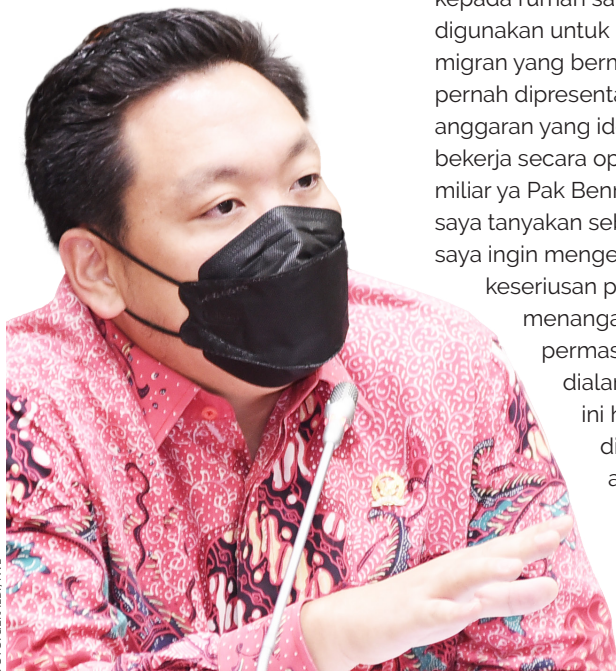 kepada rumah sa
digunakan untuk
migran yang bern
pernah dipresenta
anggaran yang id
bekerja secara op
miliar ya Pak Benn
saya tanyakan sel
saya ingin menge
keseriusan p
menanga
permas
dialar
ini h
di
a